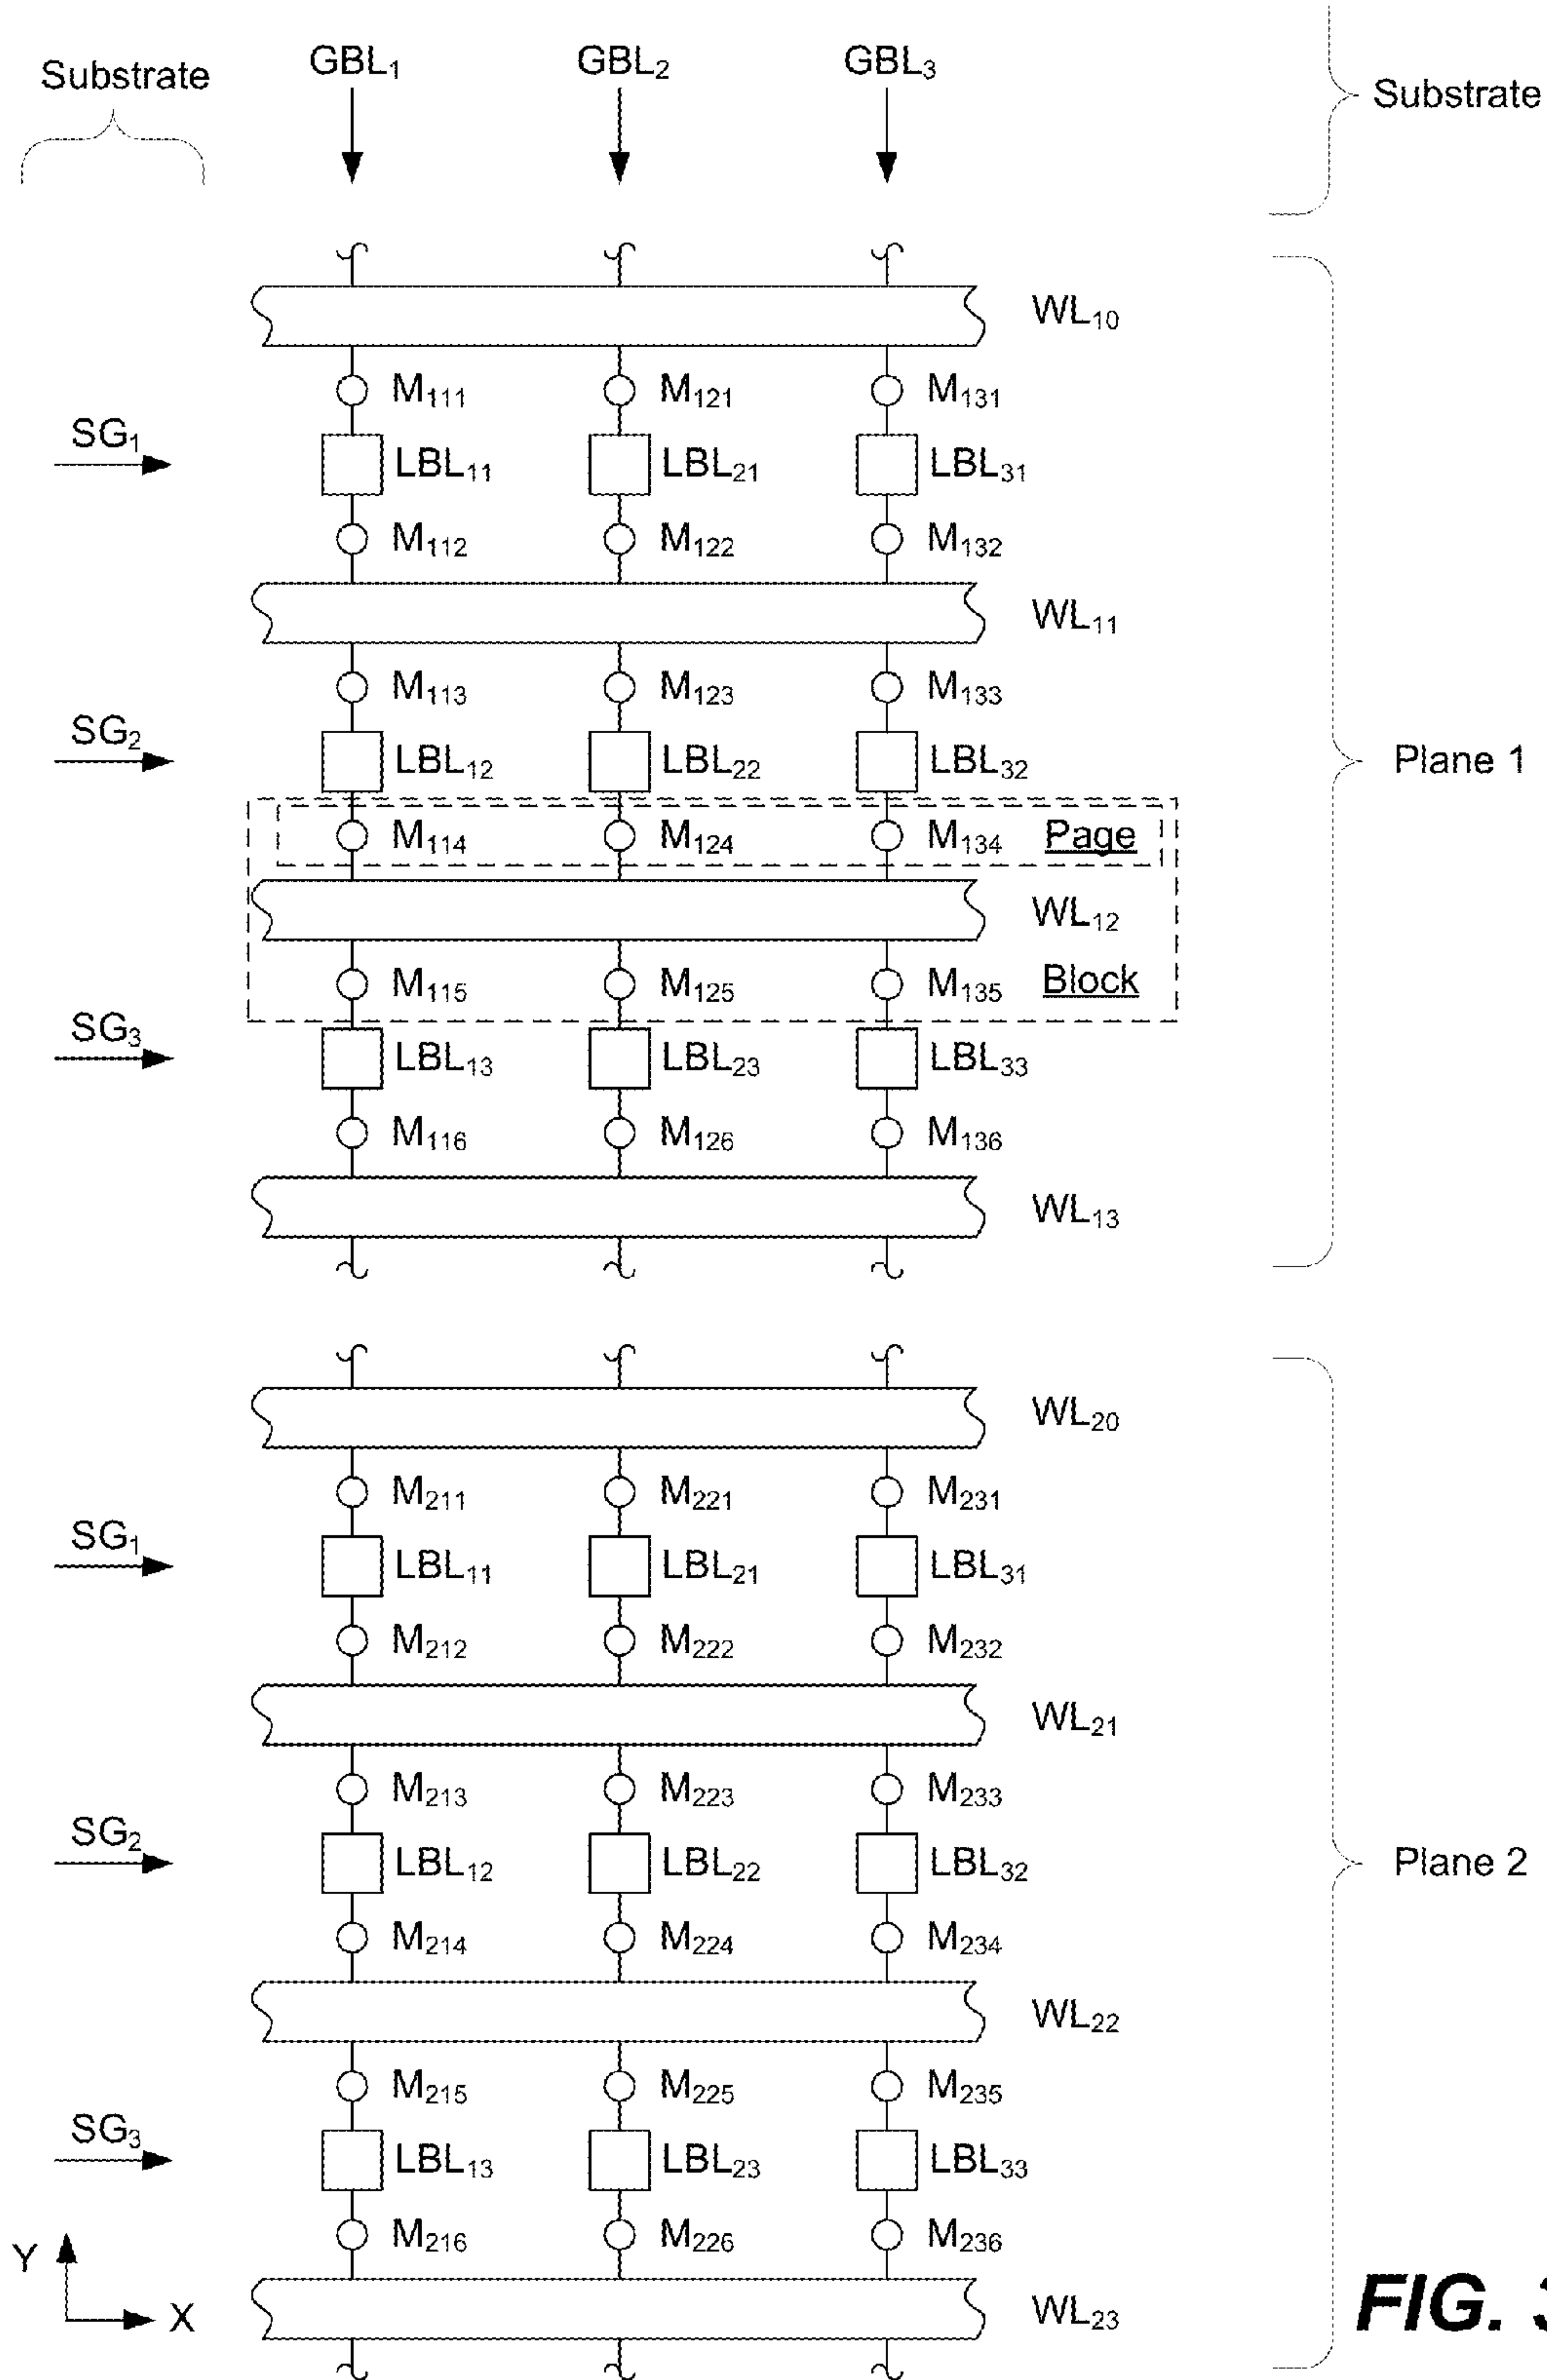 Substrate GBL₁ GBL₂ GBL₃ Substrate
WL₁₀
M₁₁₁ M₁₂₁ M₁₃₁
SG₁ LBL₁₁ LBL₂₁ LBL₃₁
M₁₁₂ M₁₂₂ M₁₃₂
WL₁₁
M₁₁₃ M₁₂₃ M₁₃₃
SG₂ LBL₁₂ LBL₂₂ LBL₃₂ Plane 1
M₁₁₄ M₁₂₄ M₁₃₄ Page
WL₁₂
M₁₁₅ M₁₂₅ M₁₃₅ Block
SG₃ LBL₁₃ LBL₂₃ LBL₃₃
M₁₁₆ M₁₂₆ M₁₃₆
WL₁₃
WL₂₀
M₂₁₁ M₂₂₁ M₂₃₁
SG₁ LBL₁₁ LBL₂₁ LBL₃₁
M₂₁₂ M₂₂₂ M₂₃₂
WL₂₁
M₂₁₃ M₂₂₃ M₂₃₃
SG₂ LBL₁₂ LBL₂₂ LBL₃₂ Plane 2
M₂₁₄ M₂₂₄ M₂₃₄
WL₂₂
M₂₁₅ M₂₂₅ M₂₃₅
SG₃ LBL₁₃ LBL₂₃ LBL₃₃
M₂₁₆ M₂₂₆ M₂₃₆
Y X WL₂₃ FIG. 3